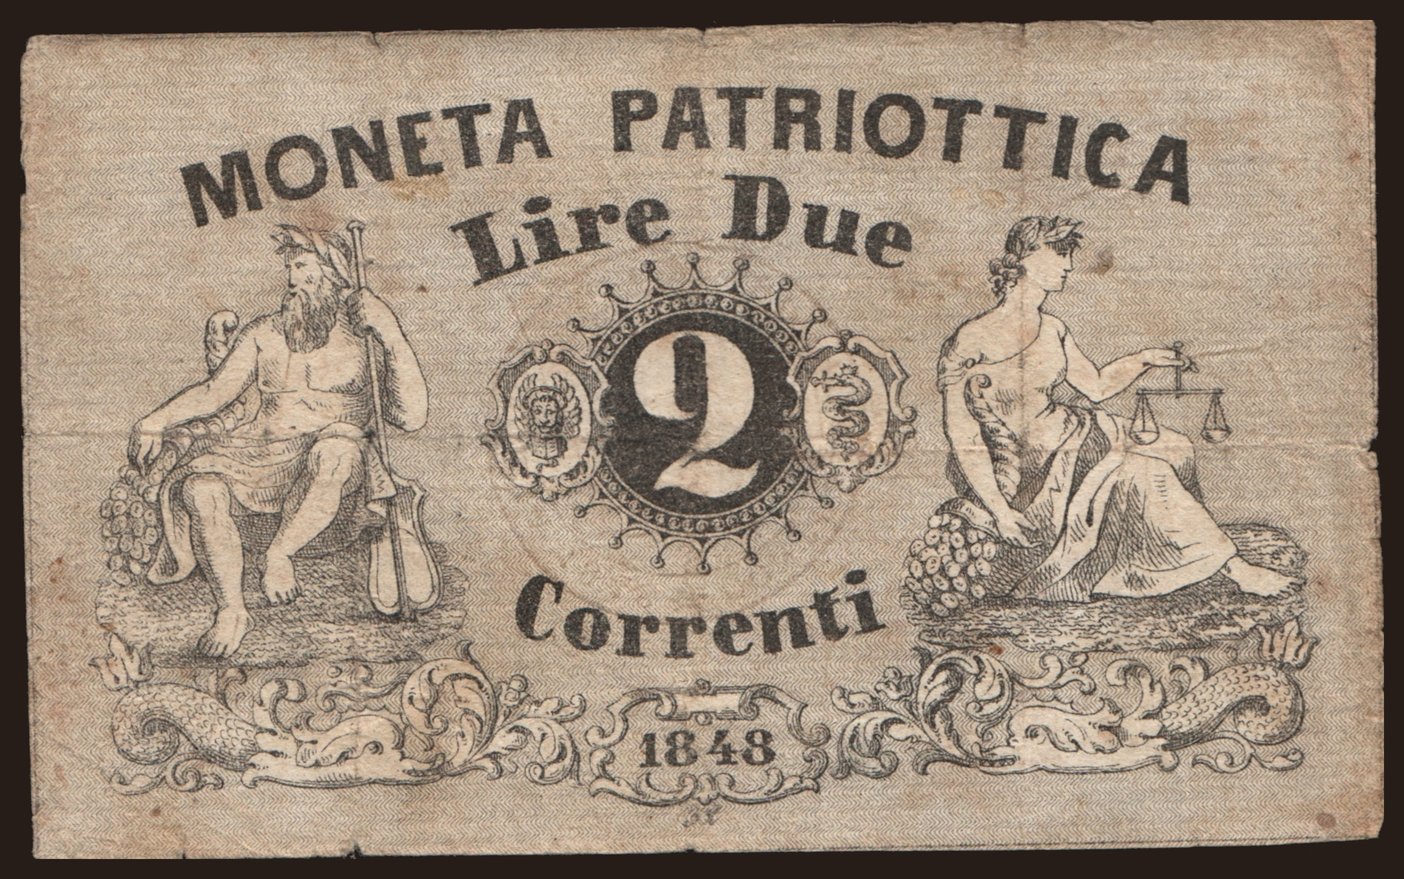 MONETA PATRIOTTICA
Lire Due
2
Correnti
1848